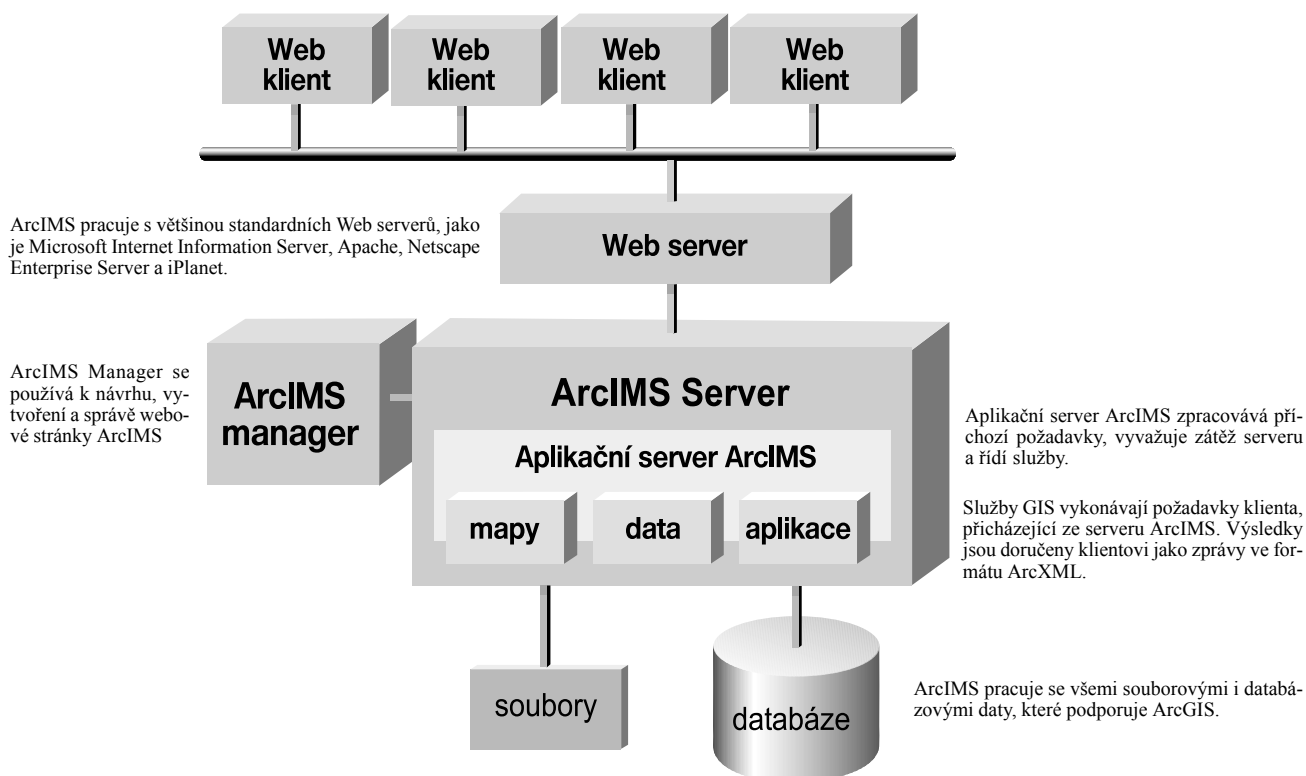 Web
klient
Web
klient
Web
klient
Web
klient
ArcIMS pracuje s většinou standardních Web serverů, jako
je Microsoft Internet Information Server, Apache, Netscape
Enterprise Server a iPlanet.
Web server
ArcIMS Manager se
používá k návrhu, vy-
tvoření a správě webo-
vé stránky ArcIMS
ArcIMS
manager
ArcIMS Server
Aplikační server ArcIMS
mapy
data
aplikace
Aplikační server ArcIMS zpracovává pří-
chozí požadavky, vyvažuje zátěž serveru
a řídí služby.
Služby GIS vykonávají požadavky klienta,
přicházející ze serveru ArcIMS. Výsledky
jsou doručeny klientovi jako zprávy ve for-
mátu ArcXML.
soubory
databáze
ArcIMS pracuje se všemi souborovými i databá-
zovými daty, které podporuje ArcGIS.